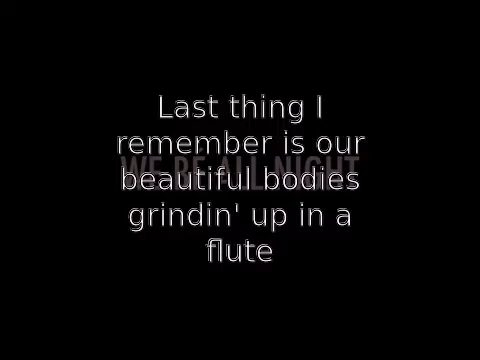 Last thing I
remember is our
WE BE ALL NIGHT
beautiful bodies
grindin' up in a
flute